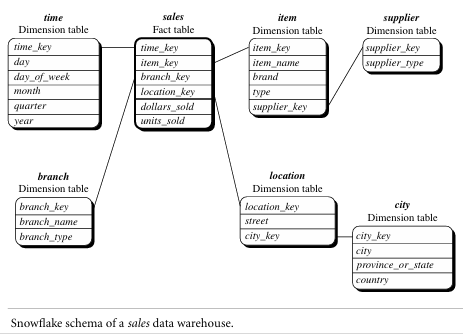 time
Dimension table
time_key
day
day_of_week
month
quarter
year
sales
Fact table
time_key
item_key
branch_key
location_key
dollars_sold
units_sold
item
Dimension table
item_key
item_name
brand
type
supplier_key
supplier
Dimension table
supplier_key
supplier_type
branch
Dimension table
branch_key
branch_name
branch_type
location
Dimension table
location_key
street
city_key
city
Dimension table
city_key
city
province_or_state
country
Snowflake schema of a sales data warehouse.